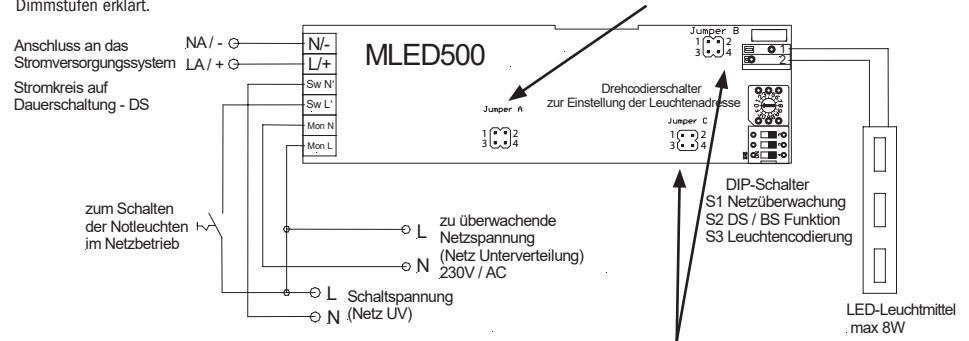 Dimmstufen erklärt.
Anschluss an das
Stromversorgungssystem
NA / -
LA / +
Stromkreis auf
Dauerschaltung - DS
N/-
L/+
Sw N'
Sw L'
Mon N
Mon L
MLED500
Jumper A
1 2
3 4
Jumper B
1 2
3 4
Drehcodierschalter
zur Einstellung der Leuchtenadresse
Jumper C
1 2
3 4
1
2
DIP-Schalter
S1 Netzüberwachung
S2 DS / BS Funktion
S3 Leuchtencodierung
zum Schalten
der Notleuchten
im Netzbetrieb
L
N
zu überwachende
Netzspannung
(Netz Unterverteilung)
230V / AC
L
N
Schaltspannung
(Netz UV)
LED-Leuchtmittel
max 8W